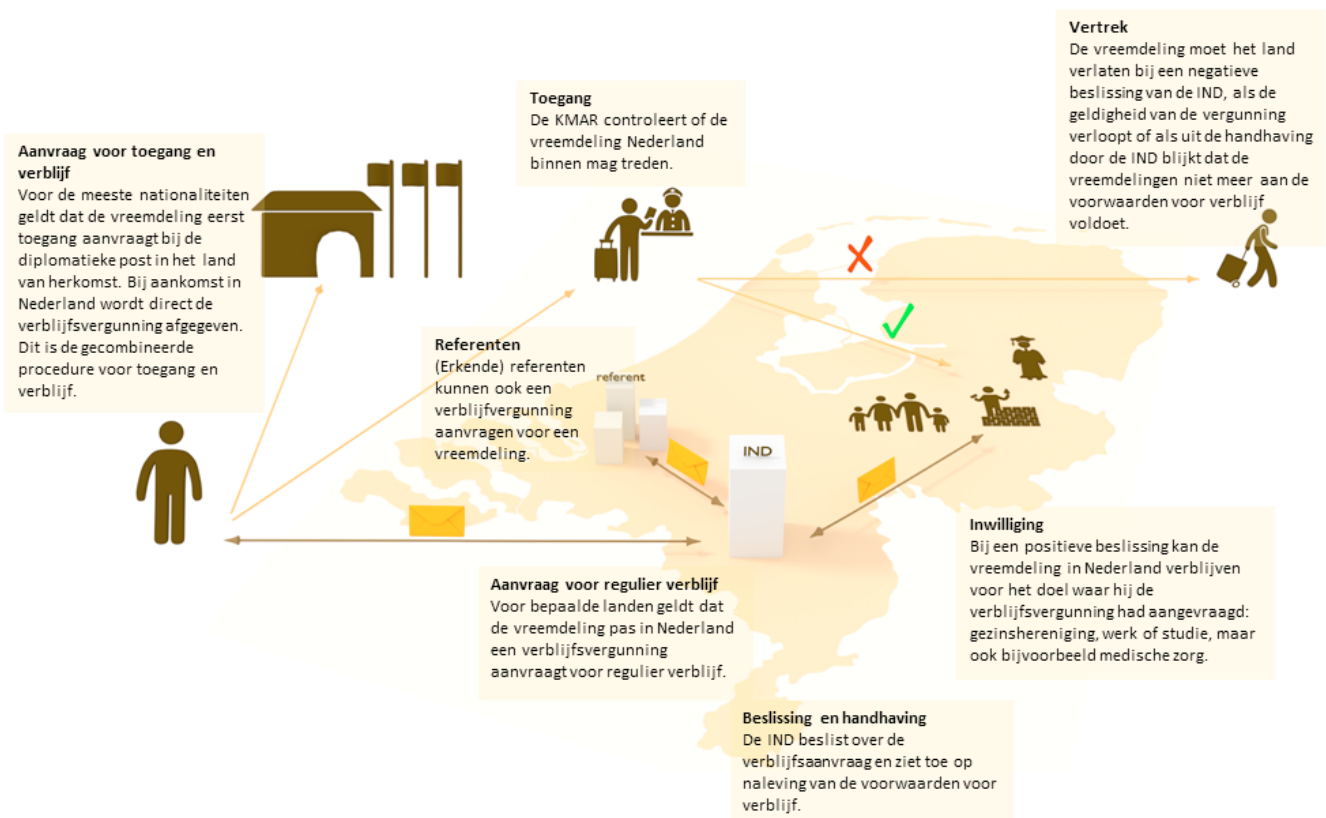 Aanvraag voor toegang en
verblijf
Voor de meeste nationaliteiten
geldt dat de vreemdeling eerst
toegang aanvraagt bij de
diplomatieke post in het land
van herkomst. Bij aankomst in
Nederland wordt direct de
verblijfsvergunning afgegeven.
Dit is de gecombineerde
procedure voor toegang en
verblijf.
Toegang
De KMAR controleert of de
vreemdeling Nederland
binnen mag treden.
Vertrek
De vreemdeling moet het land
verlaten bij een negatieve
beslissing van de IND, als de
geldigheid van de vergunning
verloopt of als uit de handhaving
door de IND blijkt dat de
vreemdelingen niet meer aan de
voorwaarden voor verblijf
voldoet.
Referenten
(Erkende) referenten
kunnen ook een
verblijfvergunning
aanvragen voor een
vreemdeling.
referent
IND
Aanvraag voor regulier verblijf
Voor bepaalde landen geldt dat
de vreemdeling pas in Nederland
een verblijfsvergunning
aanvraagt voor regulier verblijf.
Inwilliging
Bij een positieve beslissing kan de
vreemdeling in Nederland verblijven
voor het doel waar hij de
verblijfsvergunning had aangevraagd:
gezinshereniging, werk of studie, maar
ook bijvoorbeeld medische zorg.
Beslissing en handhaving
De IND beslist over de
verblijfsaanvraag en ziet toe op
naleving van de voorwaarden voor
verblijf.